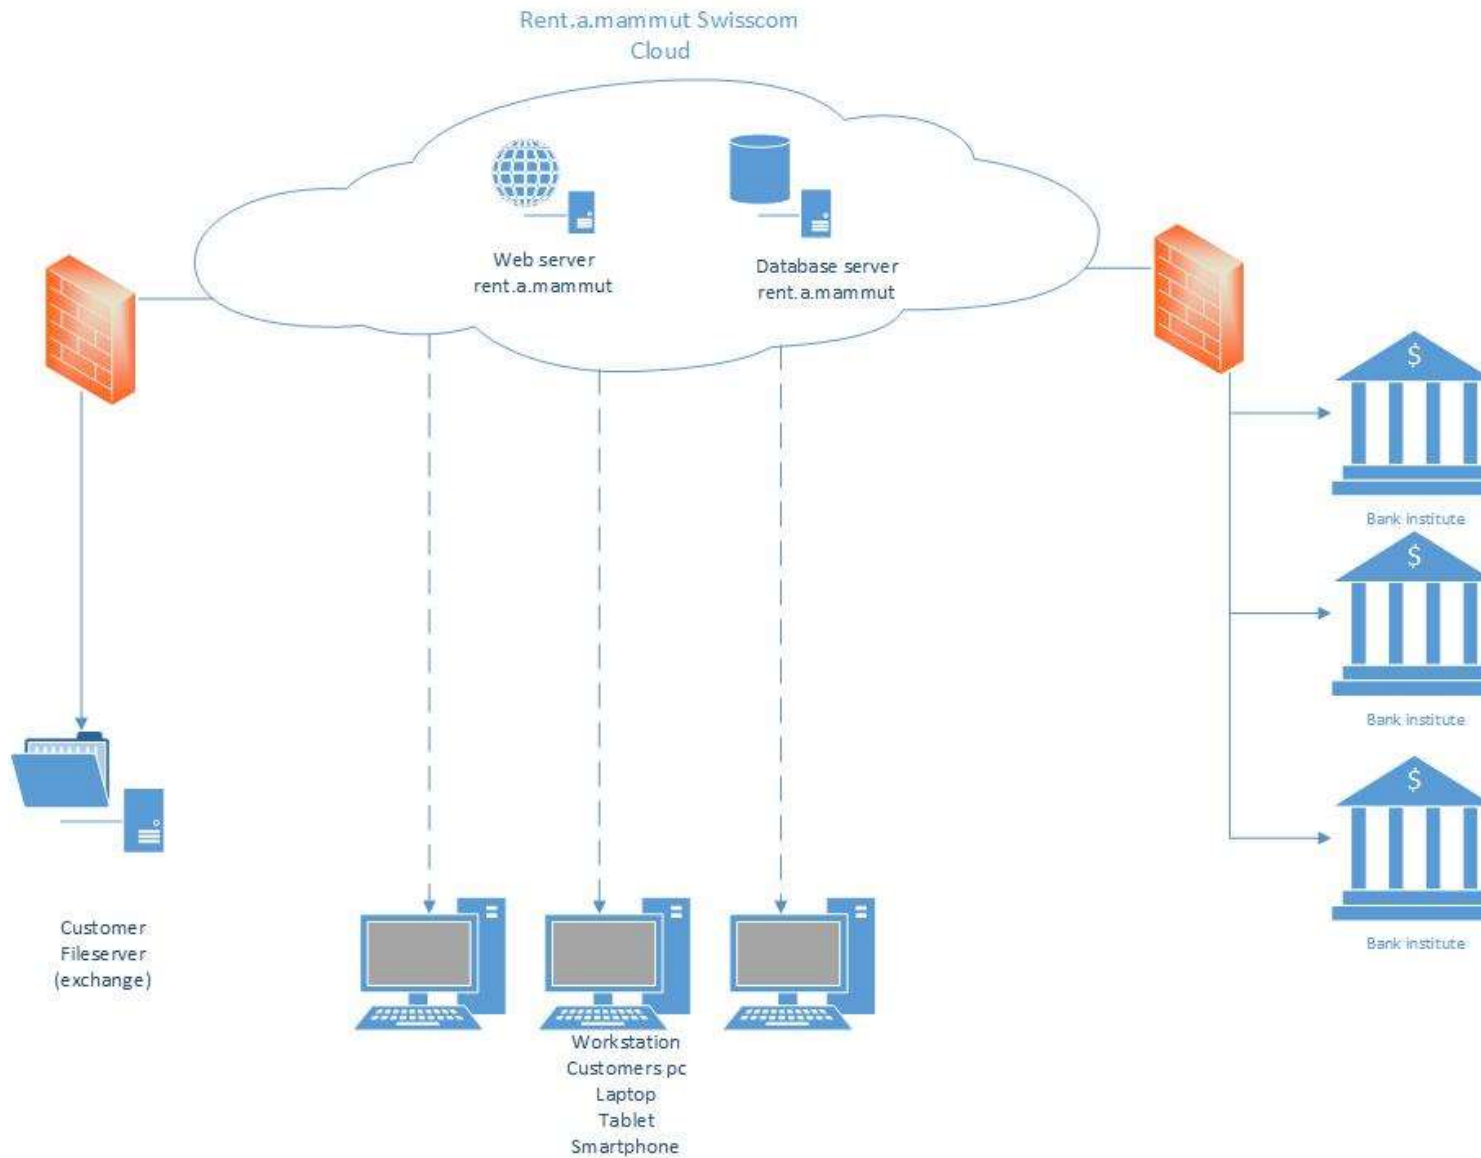 Rent.a.mammut Swisscom
Cloud
Web server
rent.a.mammut
Database server
rent.a.mammut
$
Bank institute
$
Bank institute
$
Bank institute
Customer
Fileserver
(exchange)
Workstation
Customers pc
Laptop
Tablet
Smartphone